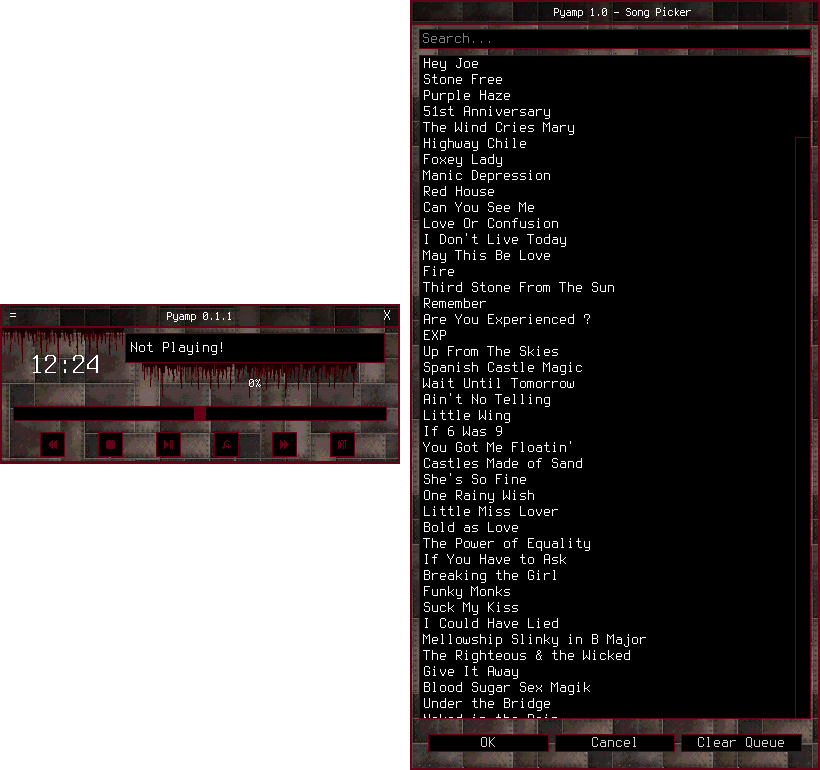 Pyamp 1.0 - Song Picker
Search...
Hey Joe
Stone Free
Purple Haze
51st Anniversary
The Wind Cries Mary
Highway Chile
Foxey Lady
Manic Depression
Red House
Can You See Me
Love Or Confusion
I Don't Live Today
May This Be Love
Fire
Third Stone From The Sun
Remember
Are You Experienced ?
EXP
Up From The Skies
Spanish Castle Magic
Wait Until Tomorrow
Ain't No Telling
Little Wing
If 6 Was 9
You Got Me Floatin'
Castles Made of Sand
She's So Fine
One Rainy Wish
Little Miss Lover
Bold as Love
The Power of Equality
If You Have to Ask
Breaking the Girl
Funky Monks
Suck My Kiss
I Could Have Lied
Mellowship Slinky in B Major
The Righteous & the Wicked
Give It Away
Blood Sugar Sex Magik
Under the Bridge
OK
Cancel
Clear Queue
=
Pyamp 0.1.1
X
12:24
Not Playing!
0%